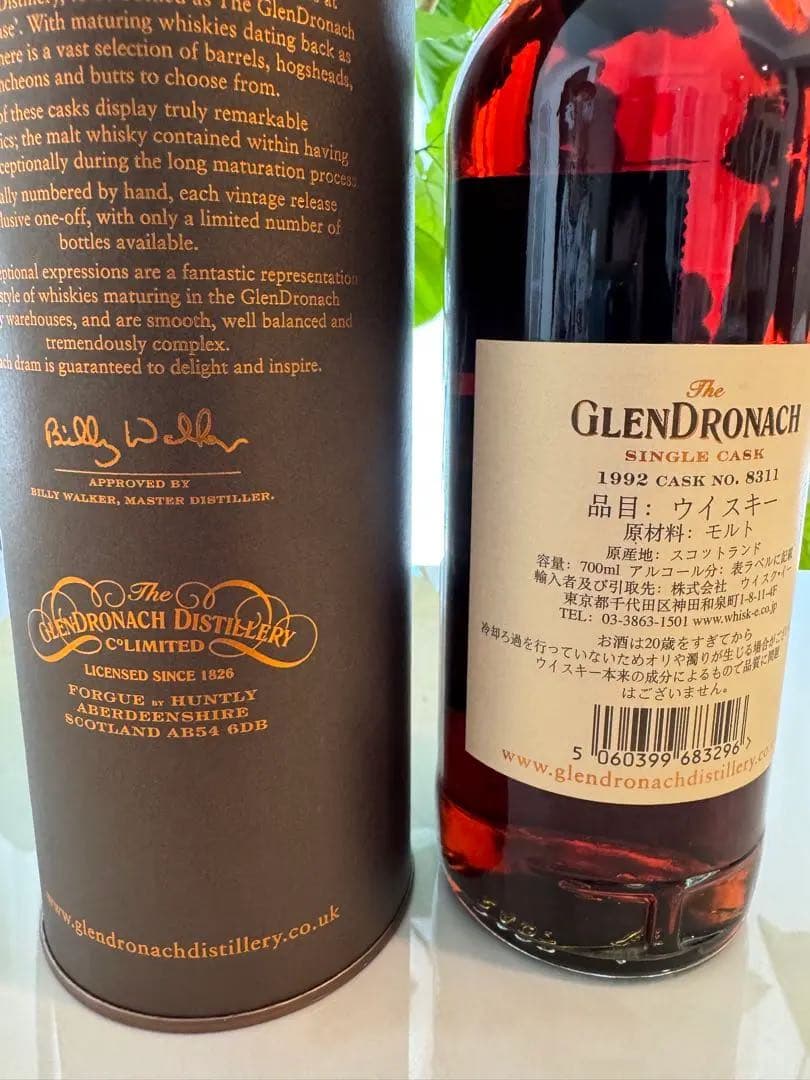 as The GlenDronach
'. With maturing whiskies dating back as
here is a vast selection of barrels, hogsheads,
and butts to choose from.
of these casks display truly remarkable
the malt whisky contained within having
during the long maturation process
numbered by hand, each vintage release
one-off, with only a limited number of
bottles available.
expressions are a fantastic representation
style of whiskies maturing in the GlenDronach
warehouses, and are smooth, well balanced and
tremendously complex.
dram is guaranteed to delight and inspire.
Billy Walker
APPROVED BY
BILLY WALKER, MASTER DISTILLER.
The
GLENDRONACH DISTILLERY
CO LIMITED
LICENSED SINCE 1826
FORGUE BY HUNTLY
ABERDEENSHIRE
SCOTLAND AB54 6DB
www.glendronachdistillery.co.uk
The
GLENDRONACH
SINGLE CASK
1992 CASK NO. 8311
品目: ウイスキー
原材料: モルト
原産地: スコットランド
容量: 700ml アルコール分: 表ラベルに記載
輸入者及び引取先: 株式会社 ウイスク・イー
東京都千代田区神田和泉町1-8-11-4F
TEL: 03-3863-1501 www.whisk-e.co.jp
お酒は20歳をすぎてから
冷却ろ過を行っていないためオリや濁りが生じる場合が
ウイスキー本来の成分によるもので品質に問題
はございません。
5 060399 683296 >
www.glendronachdistillery.co